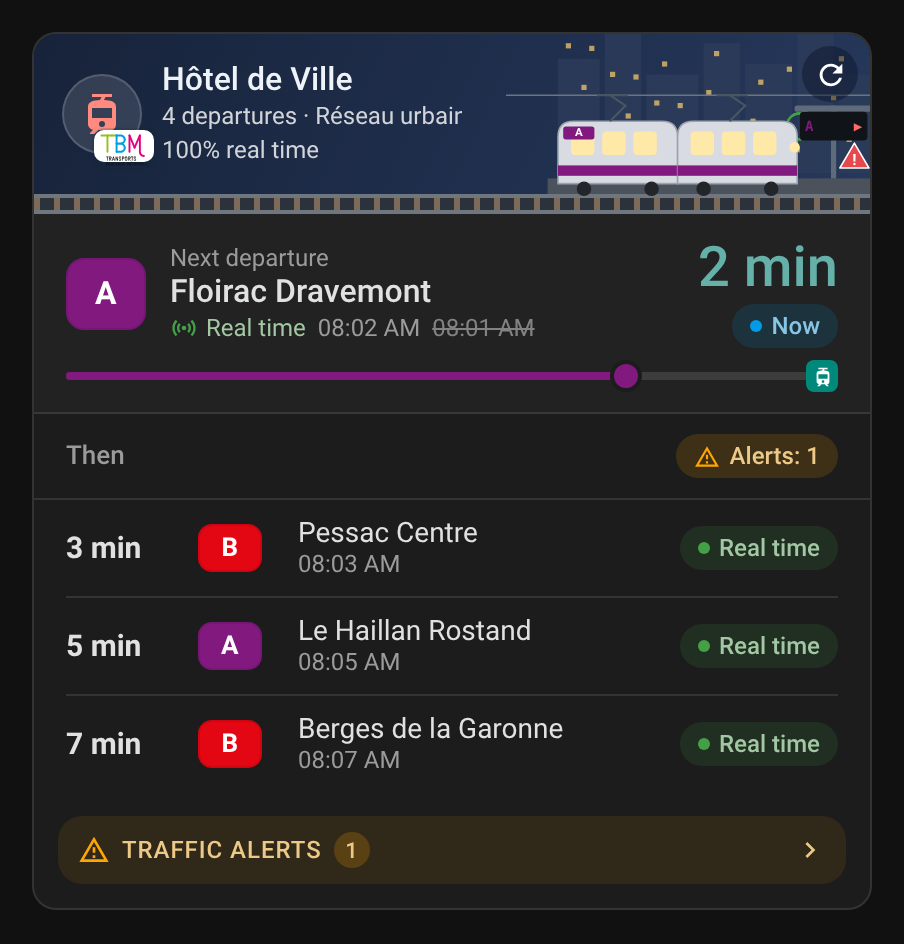 Hôtel de Ville
4 departures · Réseau urbair
100% real time
TBM
TRANSPORTS
A
A
A
Next departure
Floirac Dravemont
Real time 08:02 AM 08:01 AM
2 min
Now
Then
Alerts: 1
3 min B Pessac Centre
08:03 AM
Real time
5 min A Le Haillan Rostand
08:05 AM
Real time
7 min B Berges de la Garonne
08:07 AM
Real time
TRAFFIC ALERTS 1